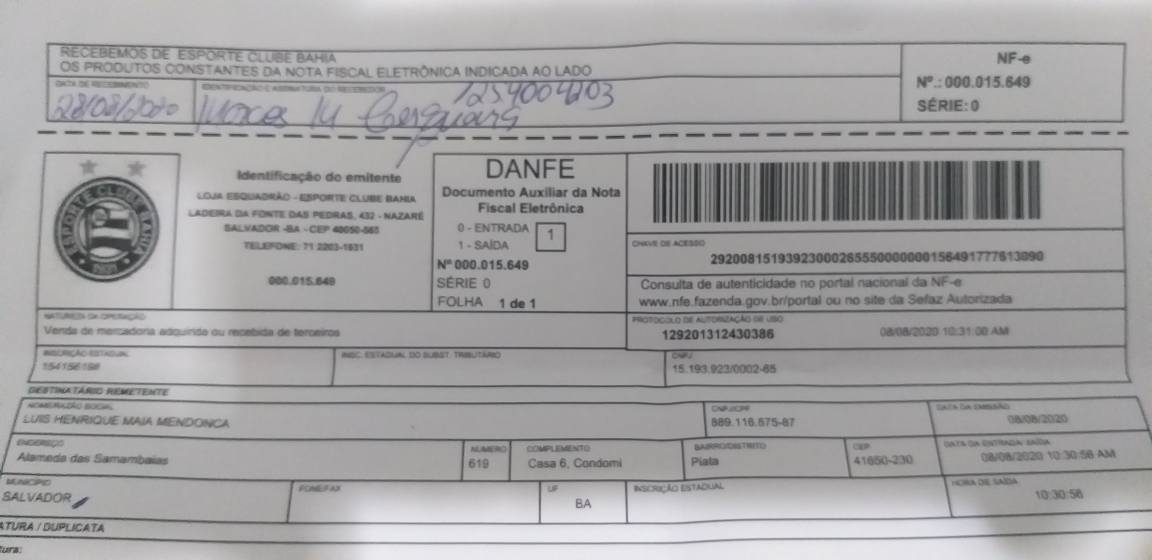 RECEBEMOS DE ESPORTE CLUBE BAHIA
OS PRODUTOS CONSTANTES DA NOTA FISCAL ELETRÔNICA INDICADA AO LADO
DATA DE RECEBIMENTO
IDENTIFICAÇÃO E ASSINATURA DO RECEBEDOR
28/08/2020
1254004203
NF-e
Nº.: 000.015.649
SÉRIE: 0
ESPORTE CLUBE BAHIA
1931
Identificação do emitente
LOJA ESQUADRÃO - ESPORTE CLUBE BAHIA
LADEIRA DA FONTE DAS PEDRAS, 432 - NAZARÉ
SALVADOR -BA - CEP 40050-565
TELEFONE: 71 2203-1931
000.015.649
DANFE
Documento Auxiliar da Nota
Fiscal Eletrônica
0 - ENTRADA
1 - SAÍDA
1
Nº 000.015.649
SÉRIE 0
FOLHA 1 de 1
CHAVE DE ACESSO
29200815193923000265550000000156491777613090
Consulta de autenticidade no portal nacional da NF-e
www.nfe.fazenda.gov.br/portal ou no site da Sefaz Autorizada
NATUREZA DA OPERAÇÃO
Venda de mercadoria adquirida ou recebida de terceiros
PROTOCOLO DE AUTORIZAÇÃO DE USO
129201312430386 08/08/2020 10:31:00 AM
INSCRIÇÃO ESTADUAL
154156198
INSC. ESTADUAL DO SUBST. TRIBUTÁRIO
CNPJ
15.193.923/0002-65
DESTINATÁRIO REMETENTE
NOME/RAZÃO SOCIAL
LUIS HENRIQUE MAIA MENDONCA
CNPJ/CPF
889.116.675-87
DATA DA EMISSÃO
08/08/2020
ENDEREÇO
Alameda das Samambaias
NUMERO
619
COMPLEMENTO
Casa 6, Condomi
BAIRRO/DISTRITO
Piata
CEP
41650-230
DATA DA ENTRADA/ SAÍDA
08/08/2020 10:30:56 AM
MUNICÍPIO
SALVADOR
FONE/FAX
UF
BA
INSCRIÇÃO ESTADUAL
HORA DE SAÍDA
10:30:56
ATURA / DUPLICATA